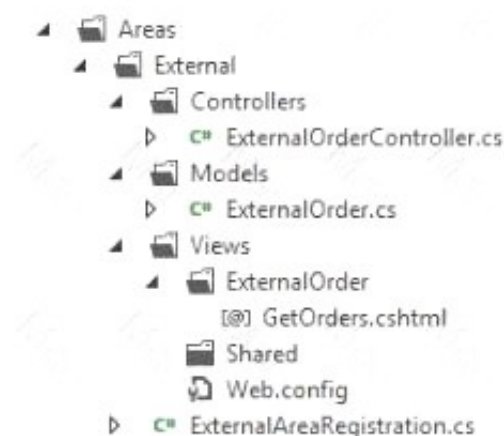 Areas
External
Controllers
C# ExternalOrderController.cs
Models
C# ExternalOrder.cs
Views
ExternalOrder
[@] GetOrders.cshtml
Shared
Web.config
C# ExternalAreaRegistration.cs